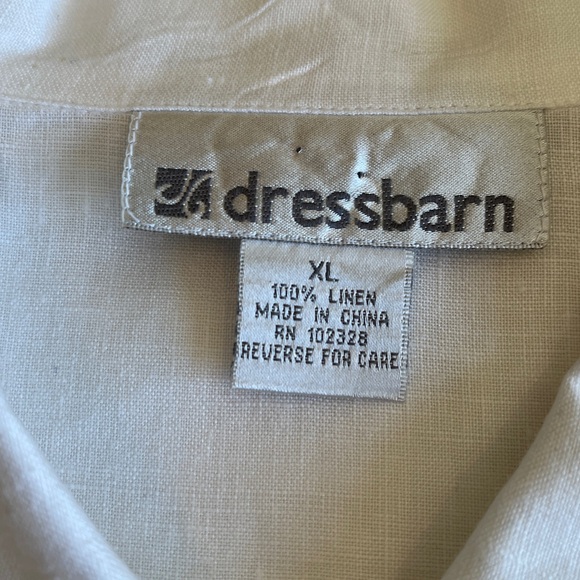 dressbarn
XL
100% LINEN
MADE IN CHINA
RN 102328
REVERSE FOR CARE